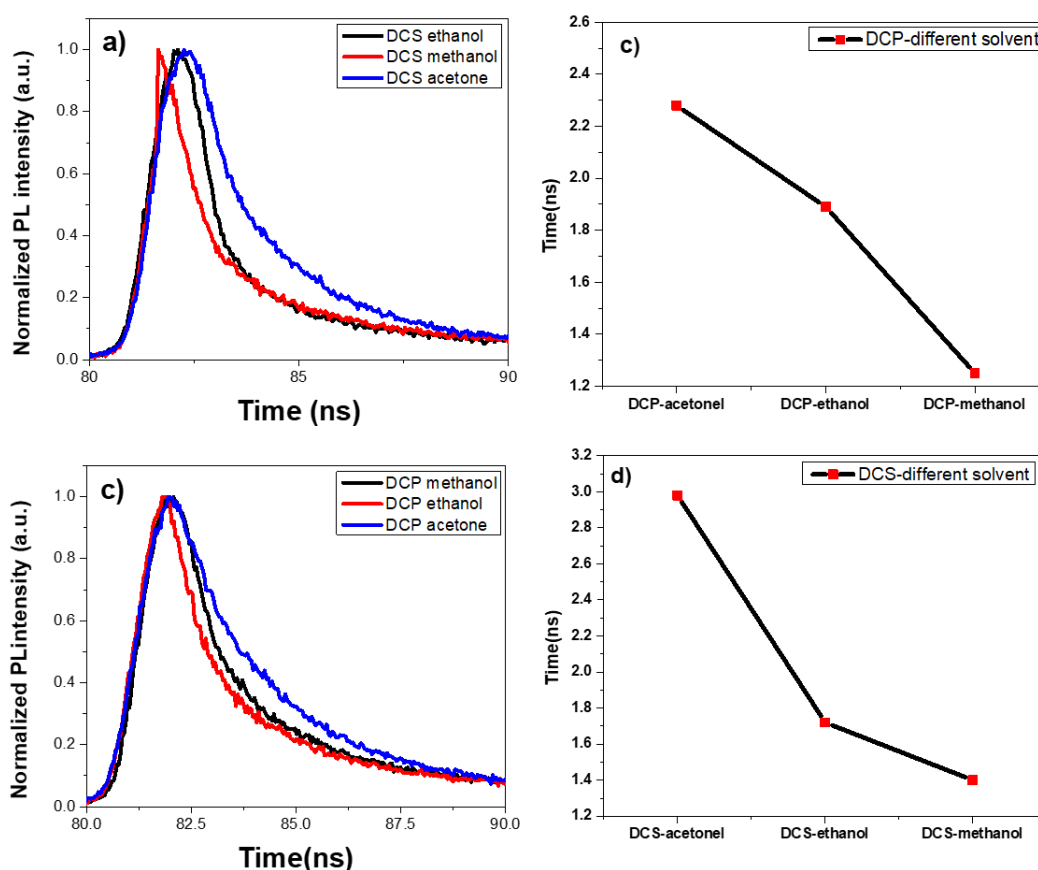 a)
DCS ethanol
DCS methanol
DCS acetone
Normalized PL intensity (a.u.)
1.0
0.8
0.6
0.4
0.2
0.0
80
85
90
Time (ns)
c)
DCP-different solvent
Time(ns)
2.6
2.4
2.2
2.0
1.8
1.6
1.4
1.2
DCP-acetonel
DCP-ethanol
DCP-methanol
c)
DCP methanol
DCP ethanol
DCP acetone
Normalized PLintensity (a.u.)
1.0
0.8
0.6
0.4
0.2
0.0
80.0
82.5
85.0
87.5
90.0
Time(ns)
d)
DCS-different solvent
Time(ns)
3.2
3.0
2.8
2.6
2.4
2.2
2.0
1.8
1.6
1.4
1.2
DCS-acetonel
DCS-ethanol
DCS-methanol